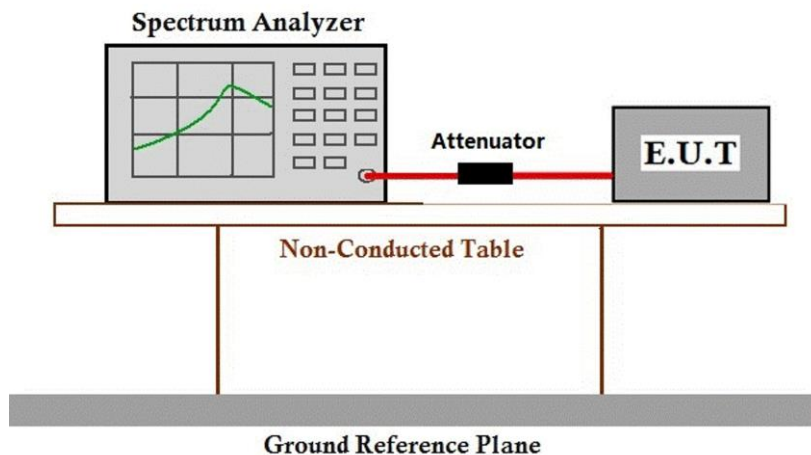 Spectrum Analyzer
Attenuator
E.U.T
Non-Conducted Table
Ground Reference Plane